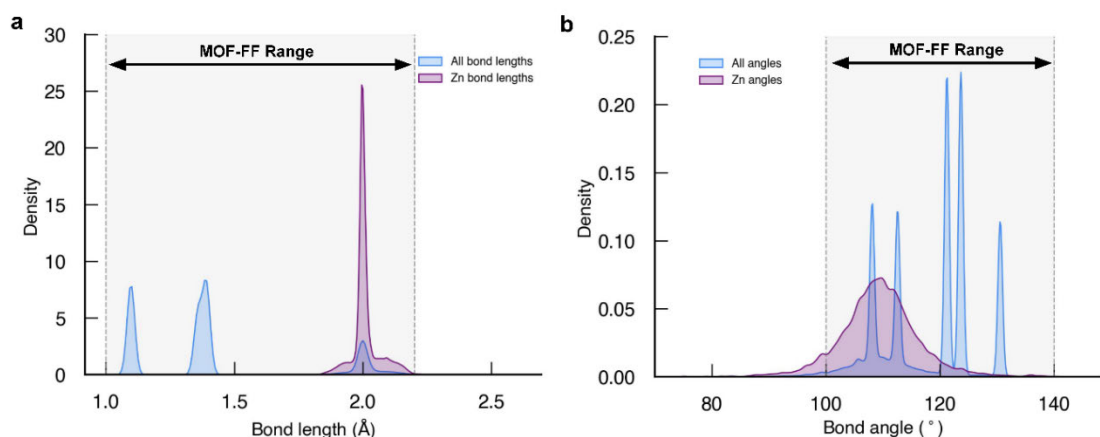 a
MOF-FF Range
All bond lengths
Zn bond lengths
30
25
20
15
10
5
0
Density
1.0 1.5 2.0 2.5
Bond length (Å)
b
MOF-FF Range
All angles
Zn angles
0.25
0.20
0.15
0.10
0.05
0.00
Density
80 100 120 140
Bond angle (°)